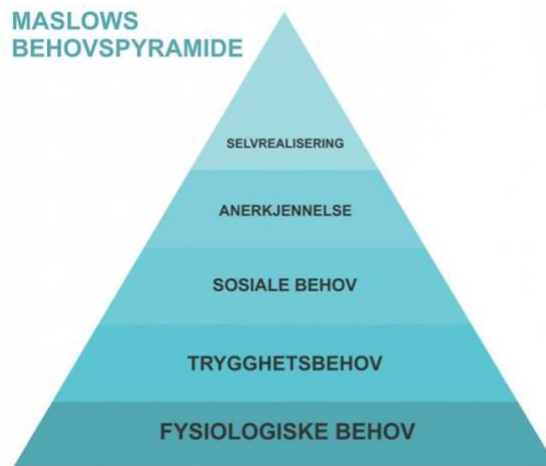 MASLOWS
BEHOVSPYRAMIDE
SELVREALISERING
ANERKJENNELSE
SOSIALE BEHOV
TRYGGHETSBEHOV
FYSIOLOGISKE BEHOV